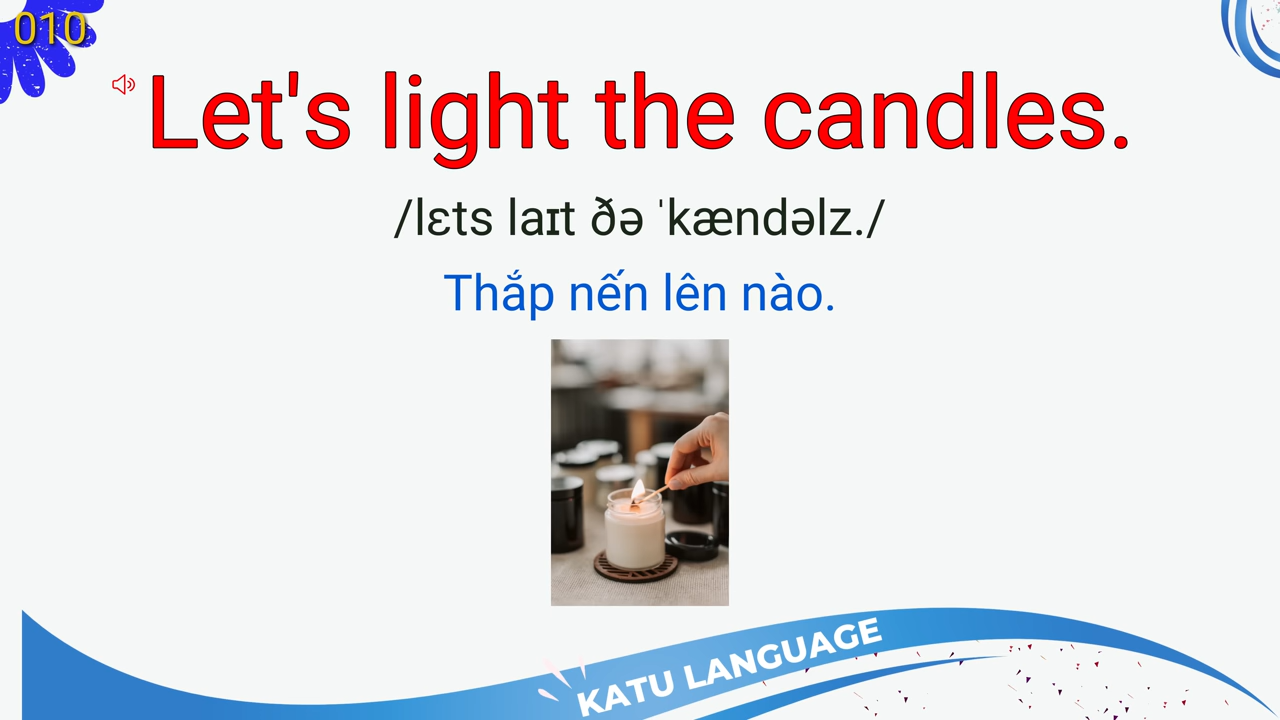 010
Let's light the candles.
/lɛts laɪt ðə ˈkændəlz./
Thắp nến lên nào.
KATU LANGUAGE